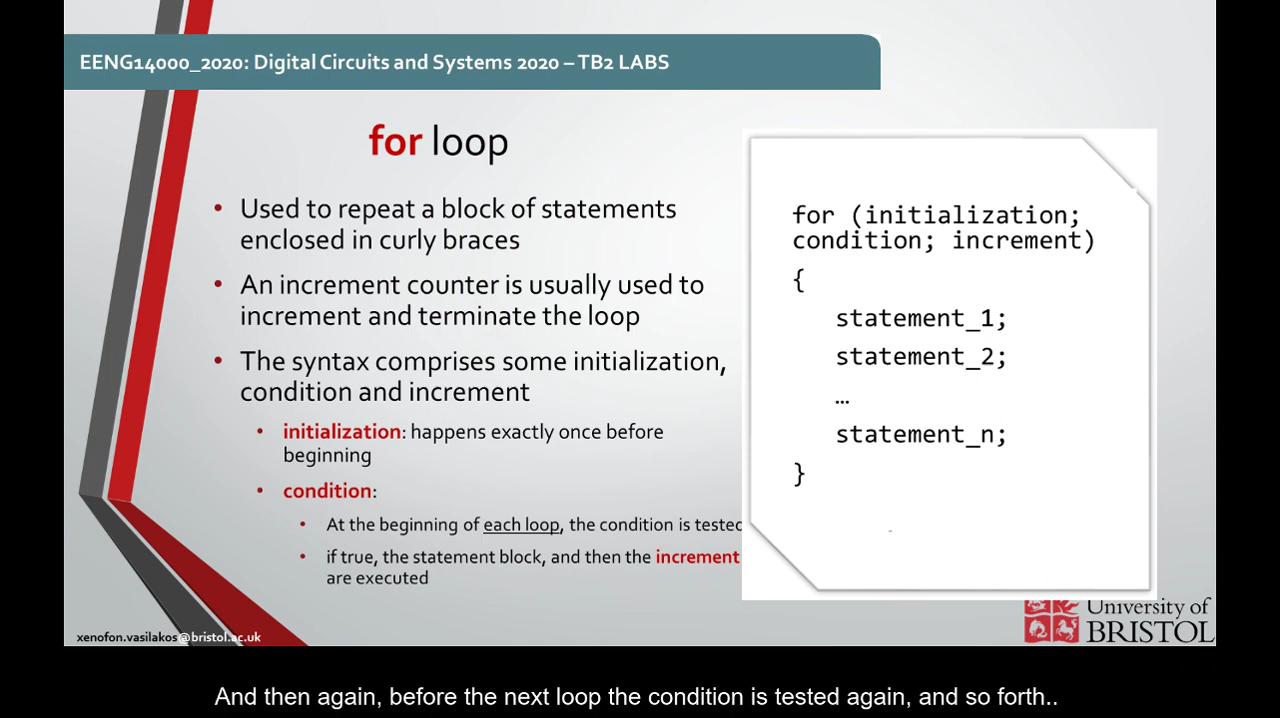 EENG14000_2020: Digital Circuits and Systems 2020 – TB2 LABS
for loop
• Used to repeat a block of statements
enclosed in curly braces
• An increment counter is usually used to
increment and terminate the loop
• The syntax comprises some initialization,
condition and increment
• initialization: happens exactly once before
beginning
• condition:
• At the beginning of each loop, the condition is tested
• if true, the statement block, and then the increment
are executed
for (initialization;
condition; increment)
{
statement_1;
statement_2;
…
statement_n;
}
xenofon.vasilakos@bristol.ac.uk
University of
BRISTOL
And then again, before the next loop the condition is tested again, and so forth..